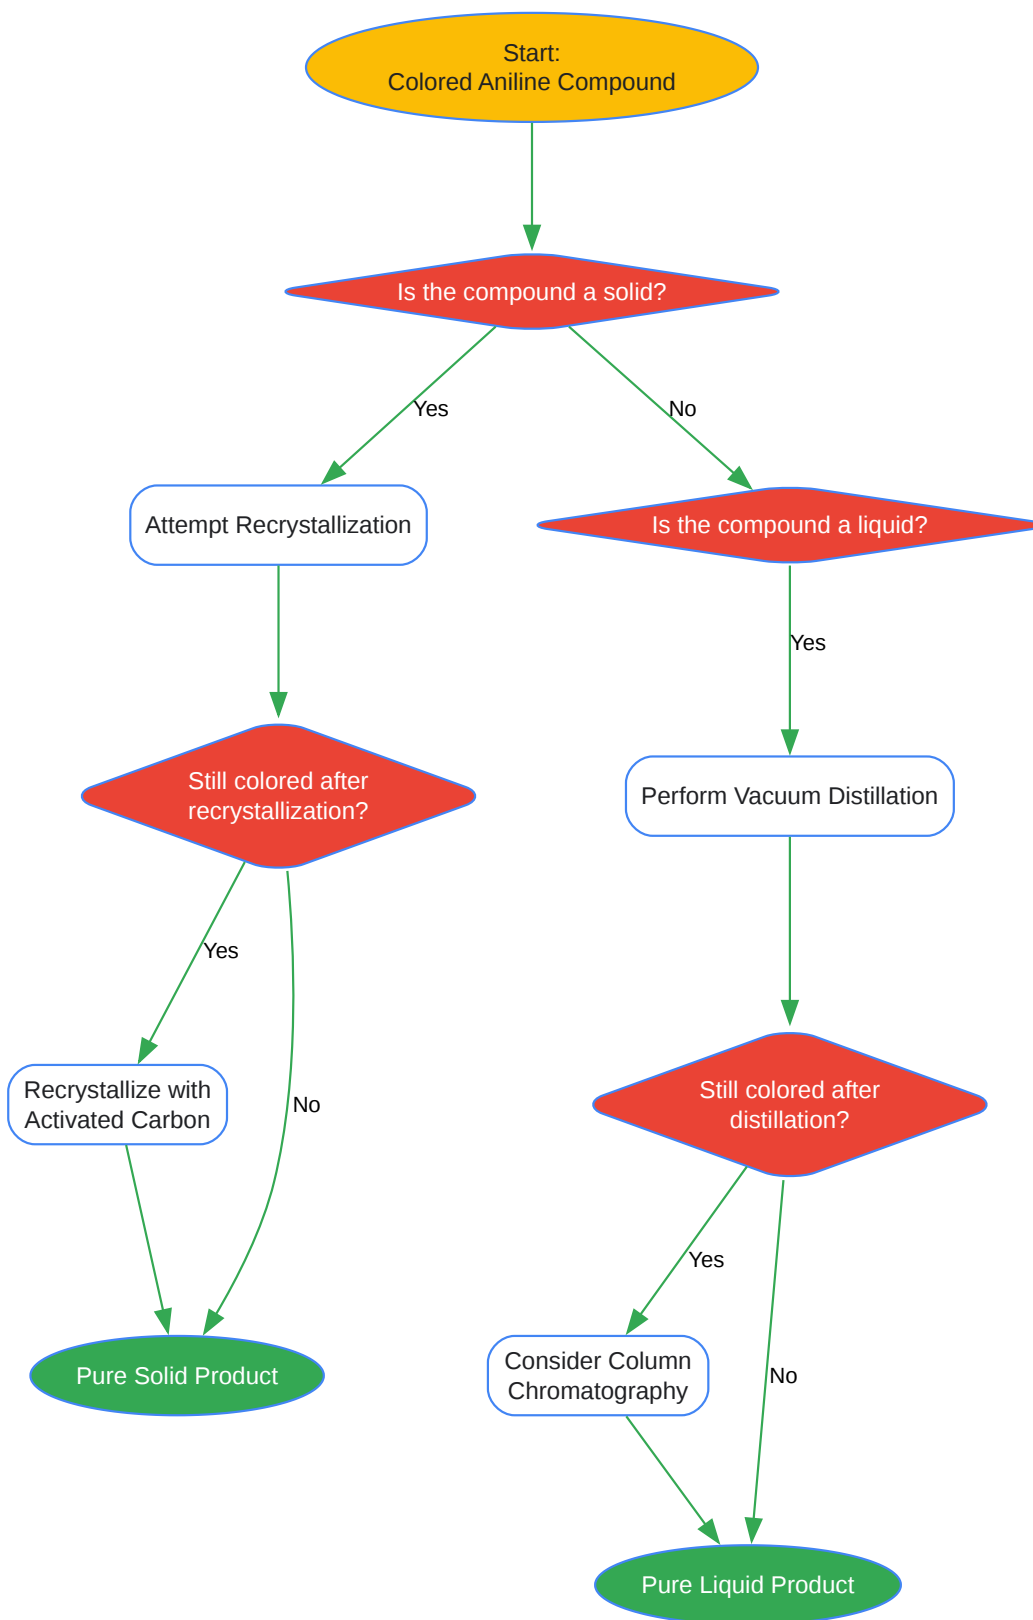 Start:
Colored Aniline Compound
Is the compound a solid?
Yes
No
Attempt Recrystallization
Is the compound a liquid?
Yes
Still colored after
recrystallization?
Perform Vacuum Distillation
Yes
No
Recrystallize with
Activated Carbon
Still colored after
distillation?
Yes
No
Pure Solid Product
Consider Column
Chromatography
Pure Liquid Product